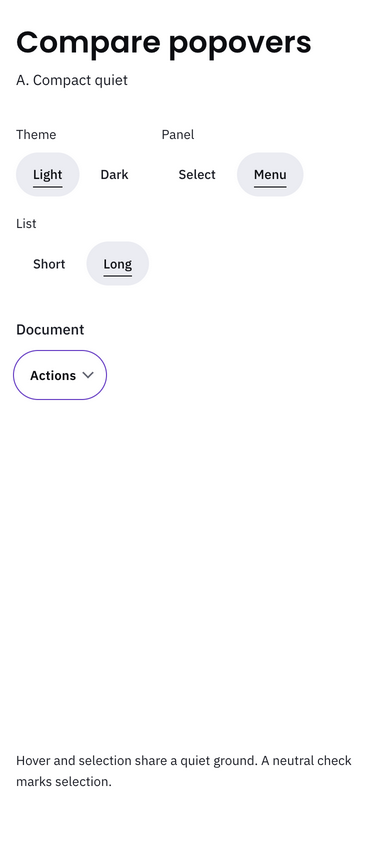 Compare popovers
A. Compact quiet
Theme
Panel
Light
Dark
Select
Menu
List
Short
Long
Document
Actions
Hover and selection share a quiet ground. A neutral check
marks selection.